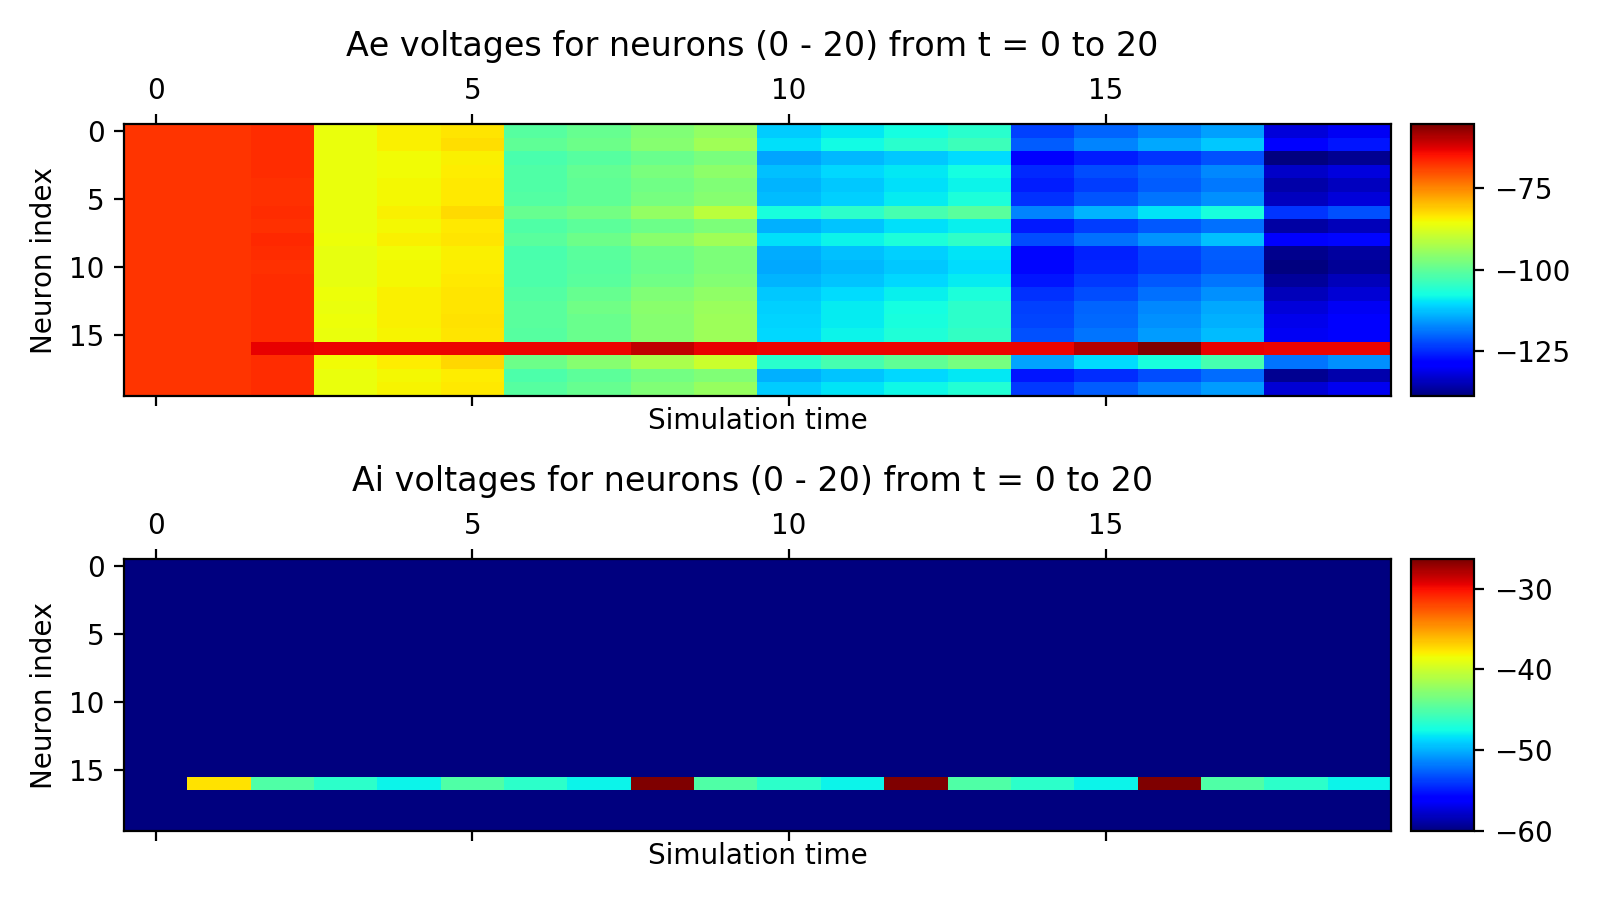 Ae voltages for neurons (0 - 20) from t = 0 to 20
0 5 10 15
Neuron index
0
5
10
15
Simulation time
−75
−100
−125
Ai voltages for neurons (0 - 20) from t = 0 to 20
0 5 10 15
Neuron index
0
5
10
15
Simulation time
−30
−40
−50
−60